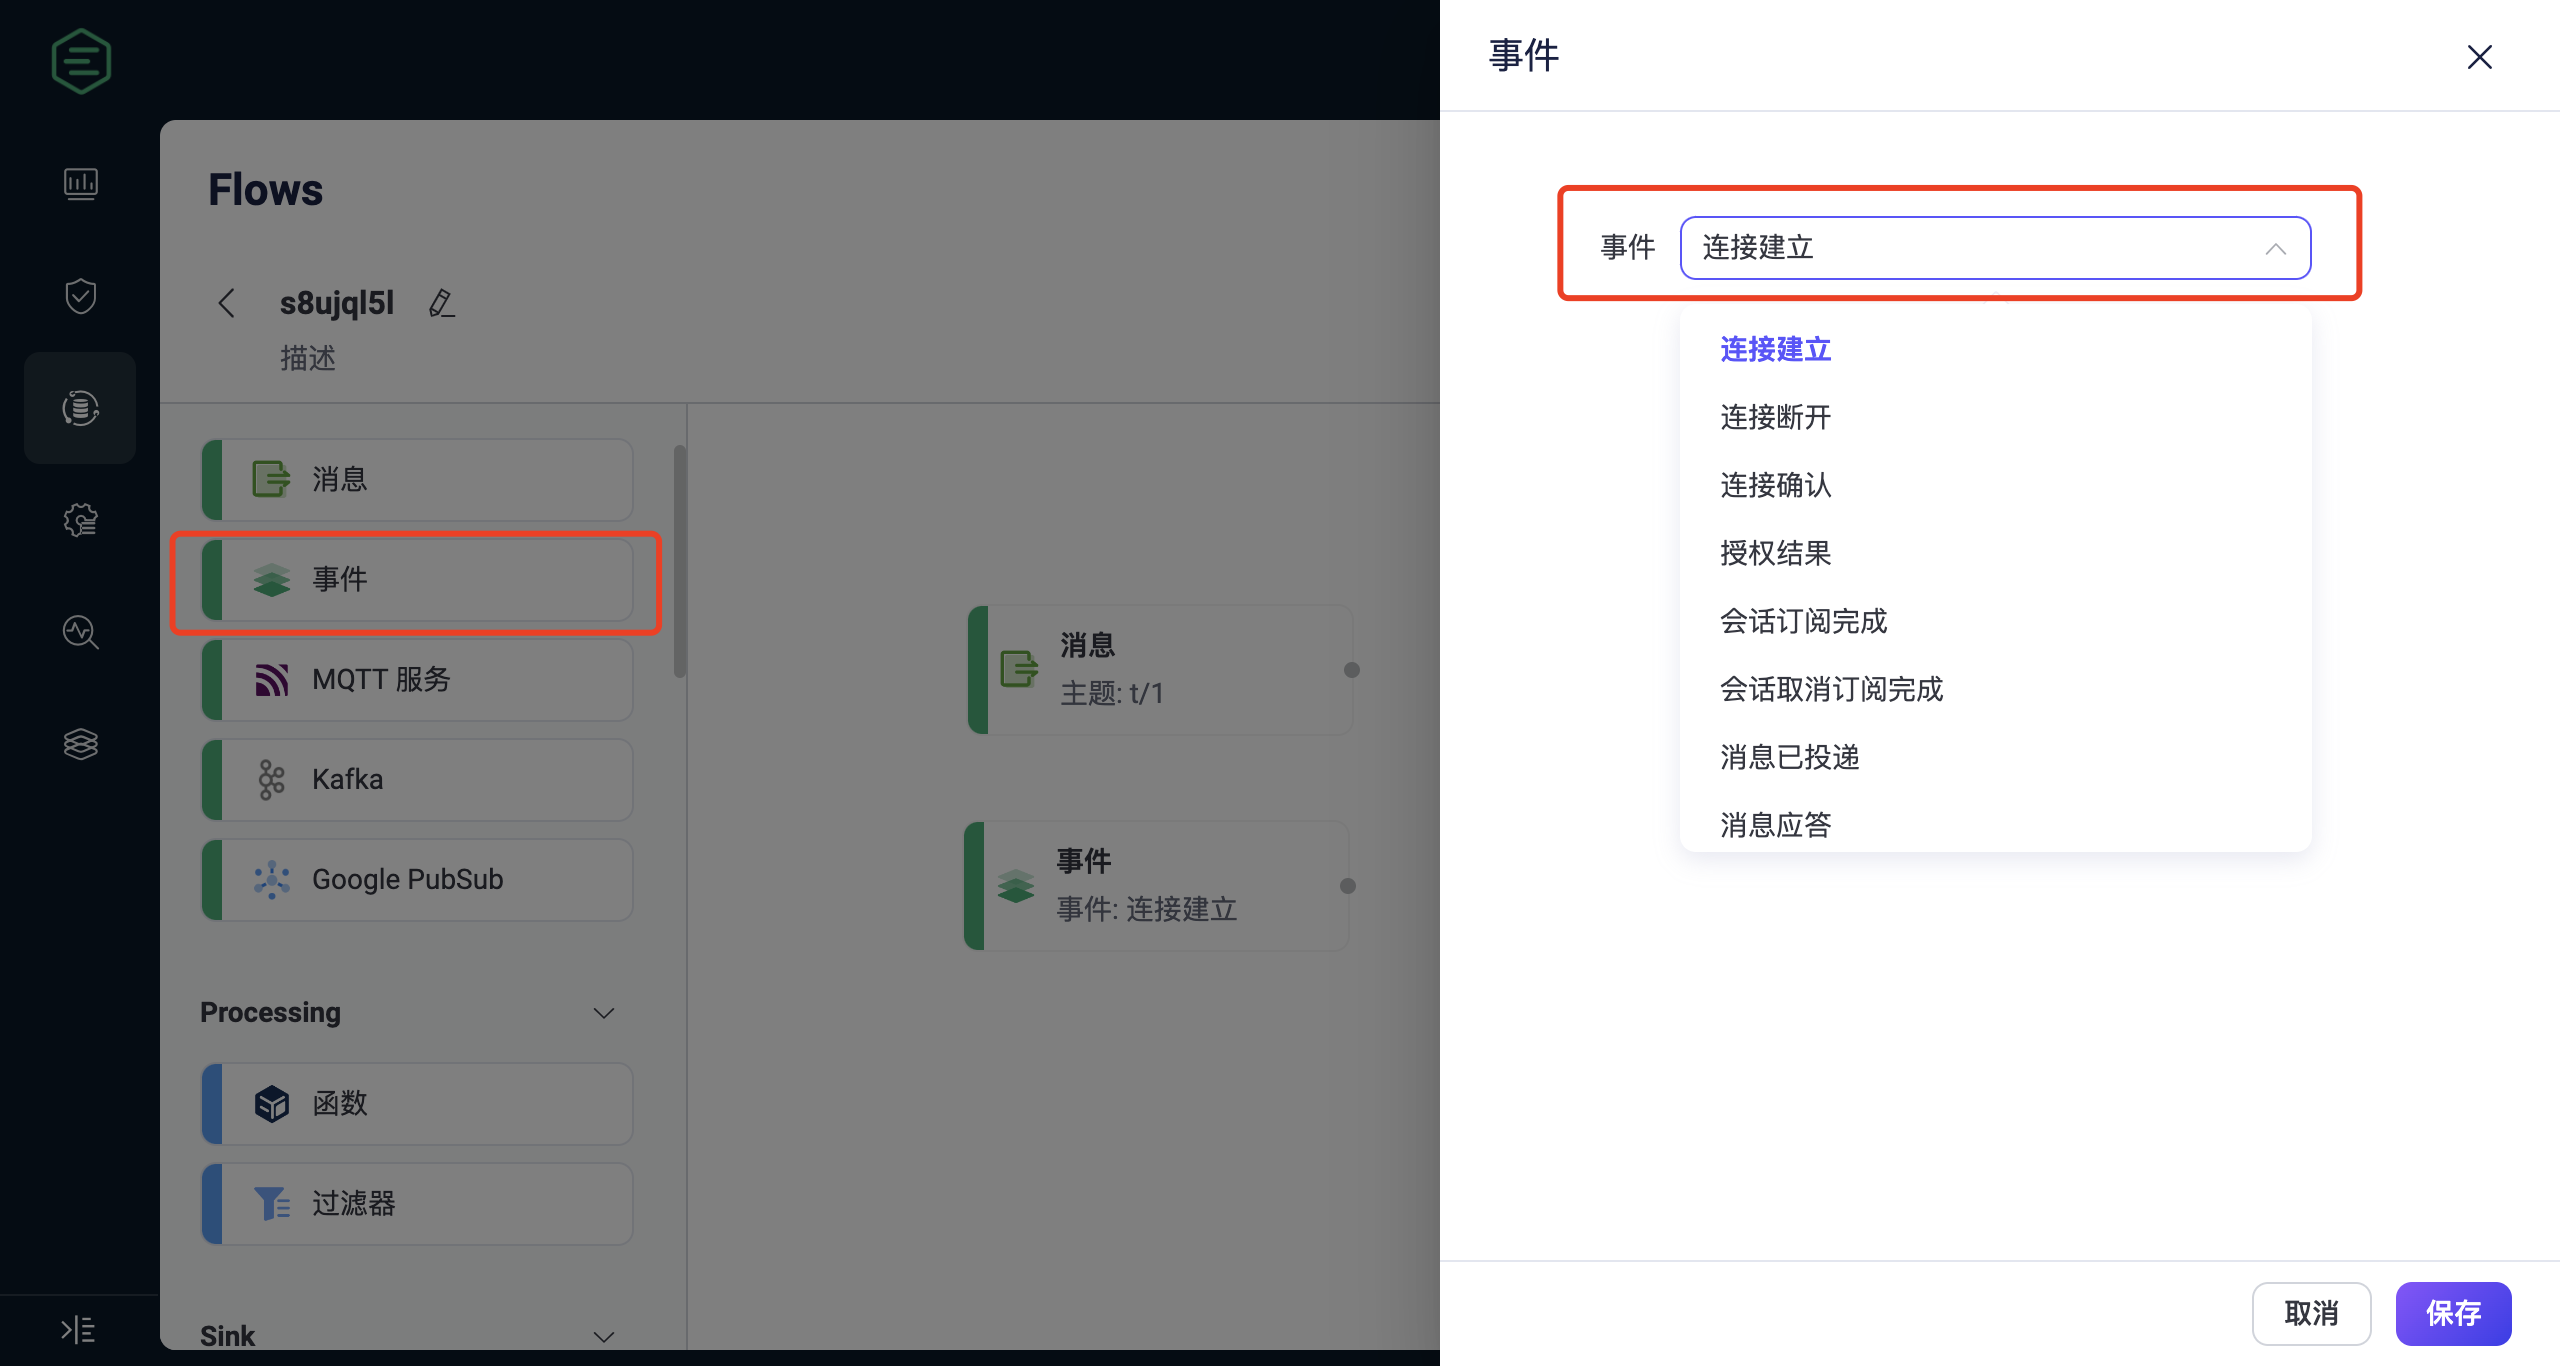 Flows
s8ujql5l
描述
消息
事件
MQTT 服务
Kafka
Google PubSub
Processing
函数
过滤器
Sink
消息
主题: t/1
事件
事件: 连接建立
事件
事件 连接建立
连接建立
连接断开
连接确认
授权结果
会话订阅完成
会话取消订阅完成
消息已投递
消息应答
取消 保存